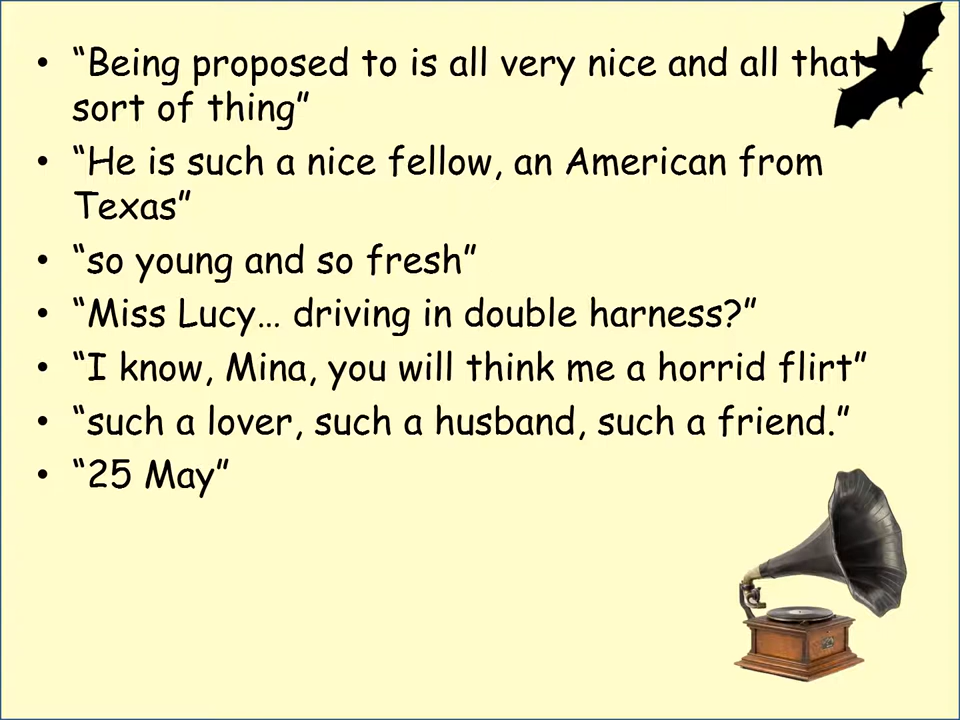 • “Being proposed to is all very nice and all that
sort of thing”
• “He is such a nice fellow, an American from
Texas”
• “so young and so fresh”
• “Miss Lucy… driving in double harness?”
• “I know, Mina, you will think me a horrid flirt”
• “such a lover, such a husband, such a friend.”
• “25 May”